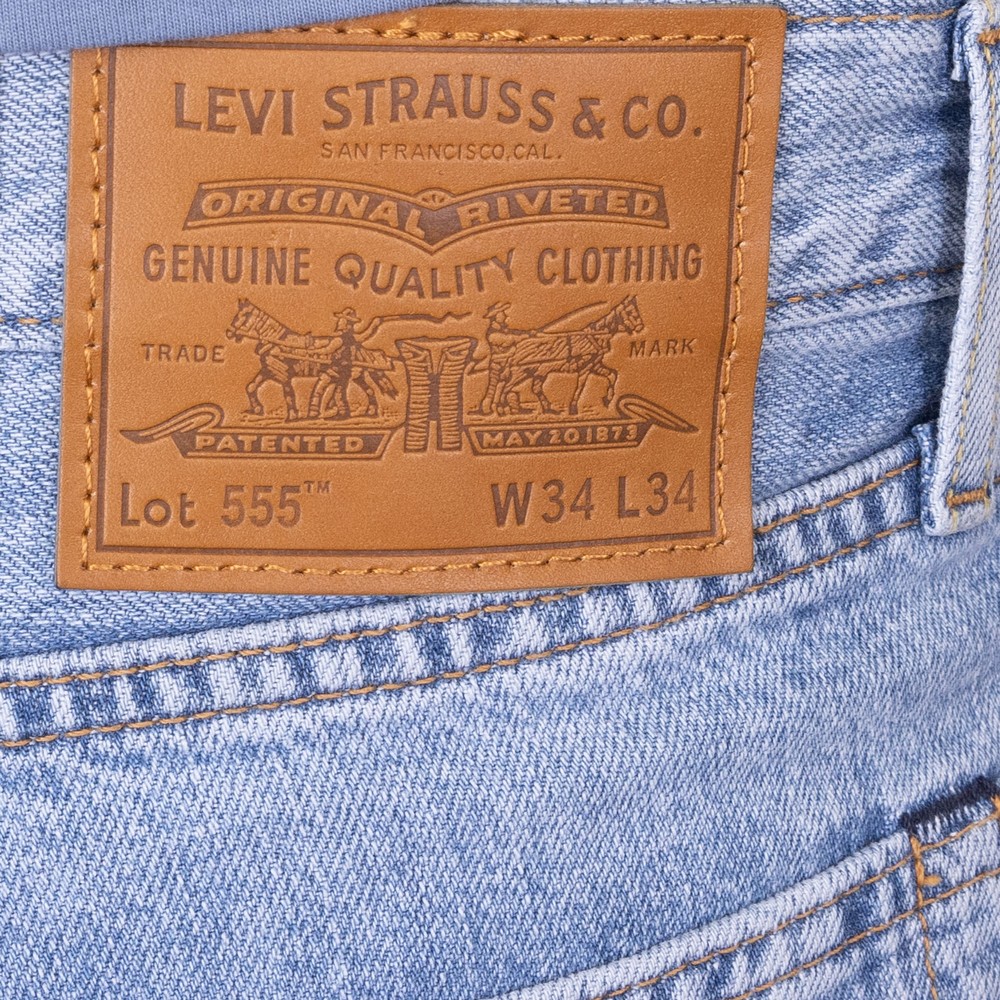 LEVI STRAUSS & CO.
SAN FRANCISCO, CAL.
ORIGINAL RIVETED
GENUINE QUALITY CLOTHING
TRADE MARK
PATENTED MAY 20 1873
Lot 555™ W34 L34